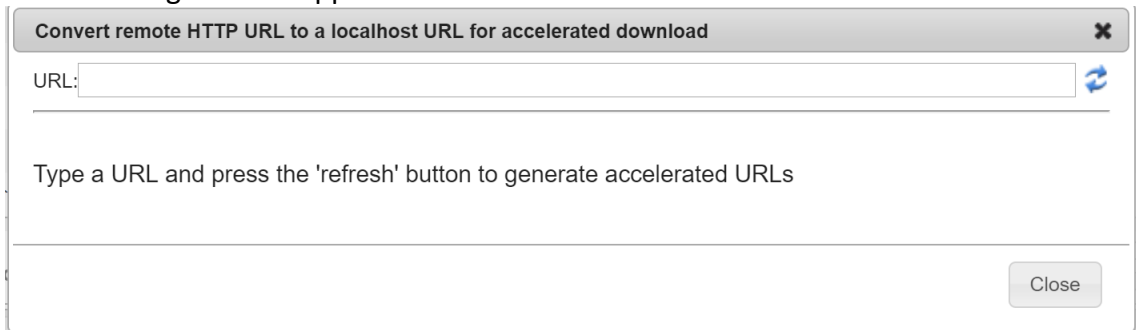 Convert remote HTTP URL to a localhost URL for accelerated download
URL:
Type a URL and press the 'refresh' button to generate accelerated URLs
Close